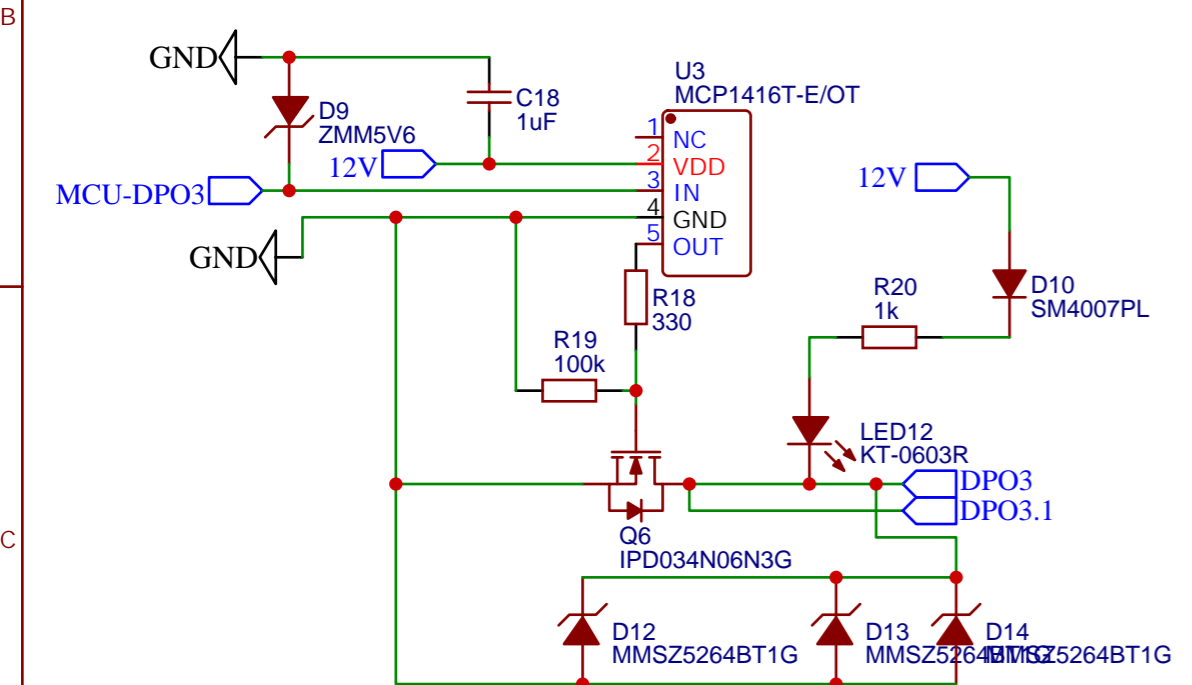 B
GND
D9
ZMM5V6
C18
1uF
U3
MCP1416T-E/OT
1 NC
2 VDD
3 IN
4 GND
5 OUT
12V
MCU-DPO3
GND
R18
330
R19
100k
12V
D10
SM4007PL
R20
1k
LED12
KT-0603R
DPO3
DPO3.1
Q6
IPD034N06N3G
C
D12
MMSZ5264BT1G
D13
MMSZ5264BT1G
D14
MMSZ5264BT1G